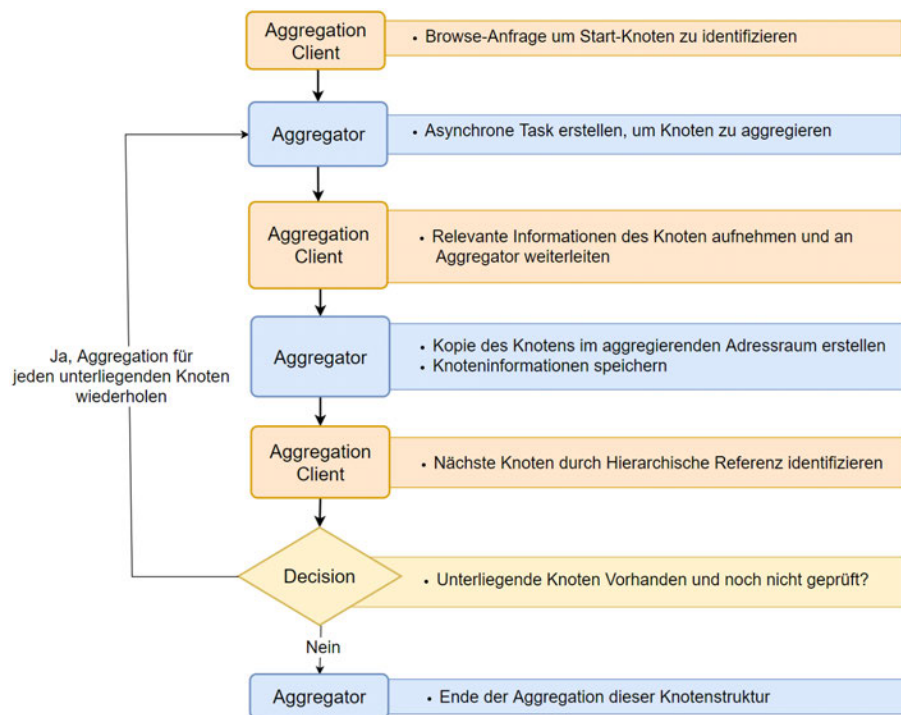 Aggregation
Client
• Browse-Anfrage um Start-Knoten zu identifizieren
Aggregator
• Asynchrone Task erstellen, um Knoten zu aggregieren
Aggregation
Client
• Relevante Informationen des Knoten aufnehmen und an
Aggregator weiterleiten
Aggregator
• Kopie des Knotens im aggregierenden Adressraum erstellen
• Knoteninformationen speichern
Ja, Aggregation für
jeden unterliegenden Knoten
wiederholen
Aggregation
Client
• Nächste Knoten durch Hierarchische Referenz identifizieren
Decision
• Unterliegende Knoten Vorhanden und noch nicht geprüft?
Nein
Aggregator
• Ende der Aggregation dieser Knotenstruktur